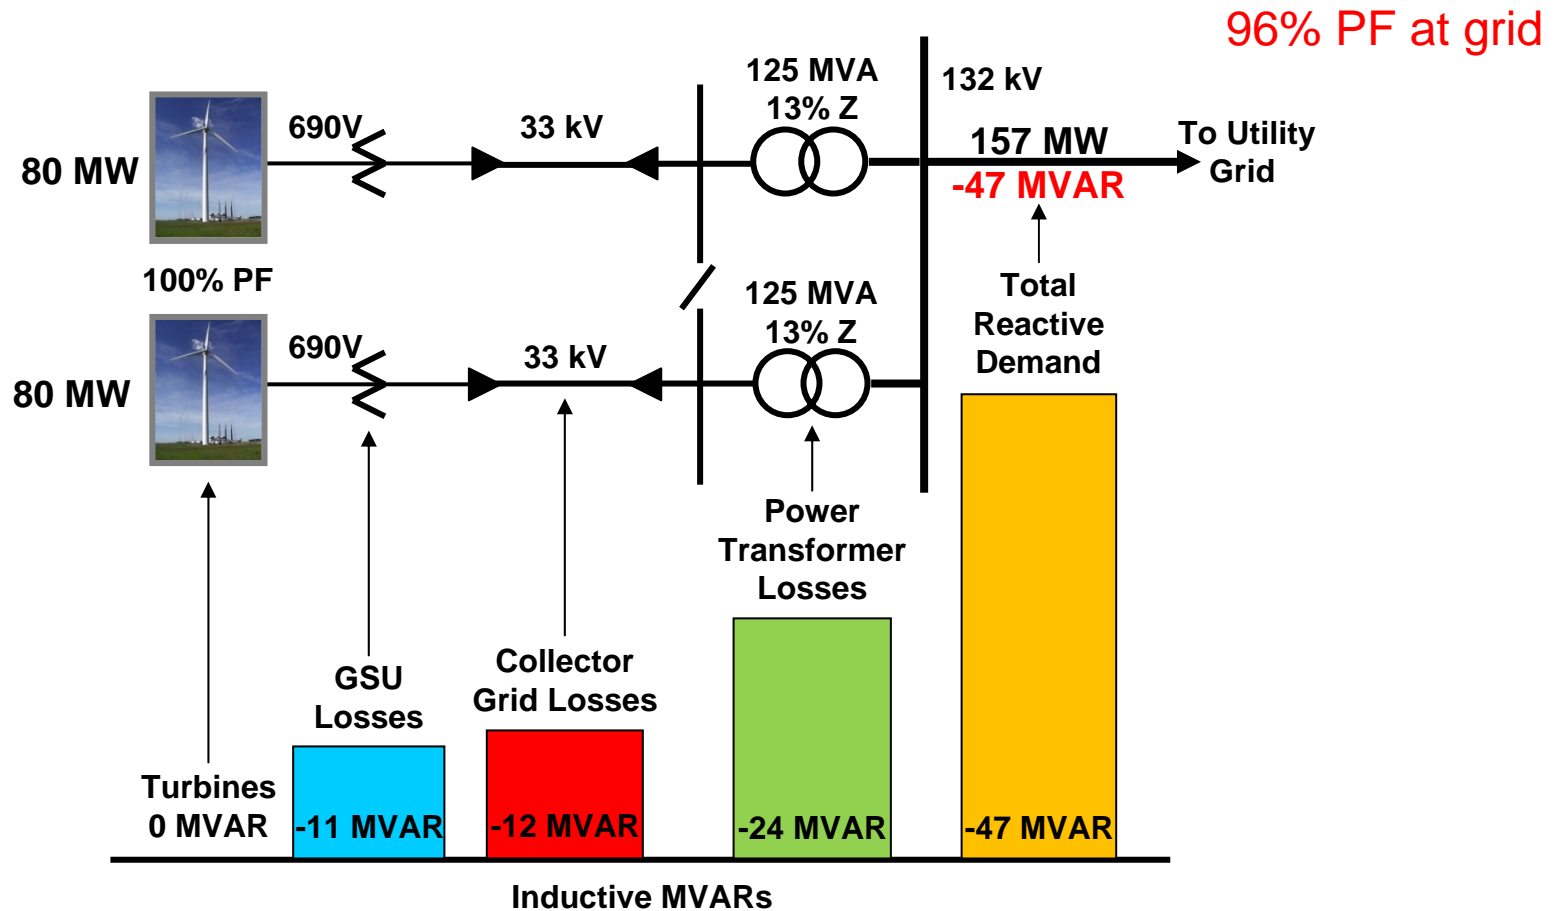 96% PF at grid
125 MVA
13% Z
132 kV
690V
33 kV
157 MW
-47 MVAR
To Utility
Grid
80 MW
100% PF
125 MVA
13% Z
Total
Reactive
Demand
690V
33 kV
80 MW
Power
Transformer
Losses
Collector
Grid Losses
GSU
Losses
Turbines
0 MVAR
-11 MVAR
-12 MVAR
-24 MVAR
-47 MVAR
Inductive MVARs